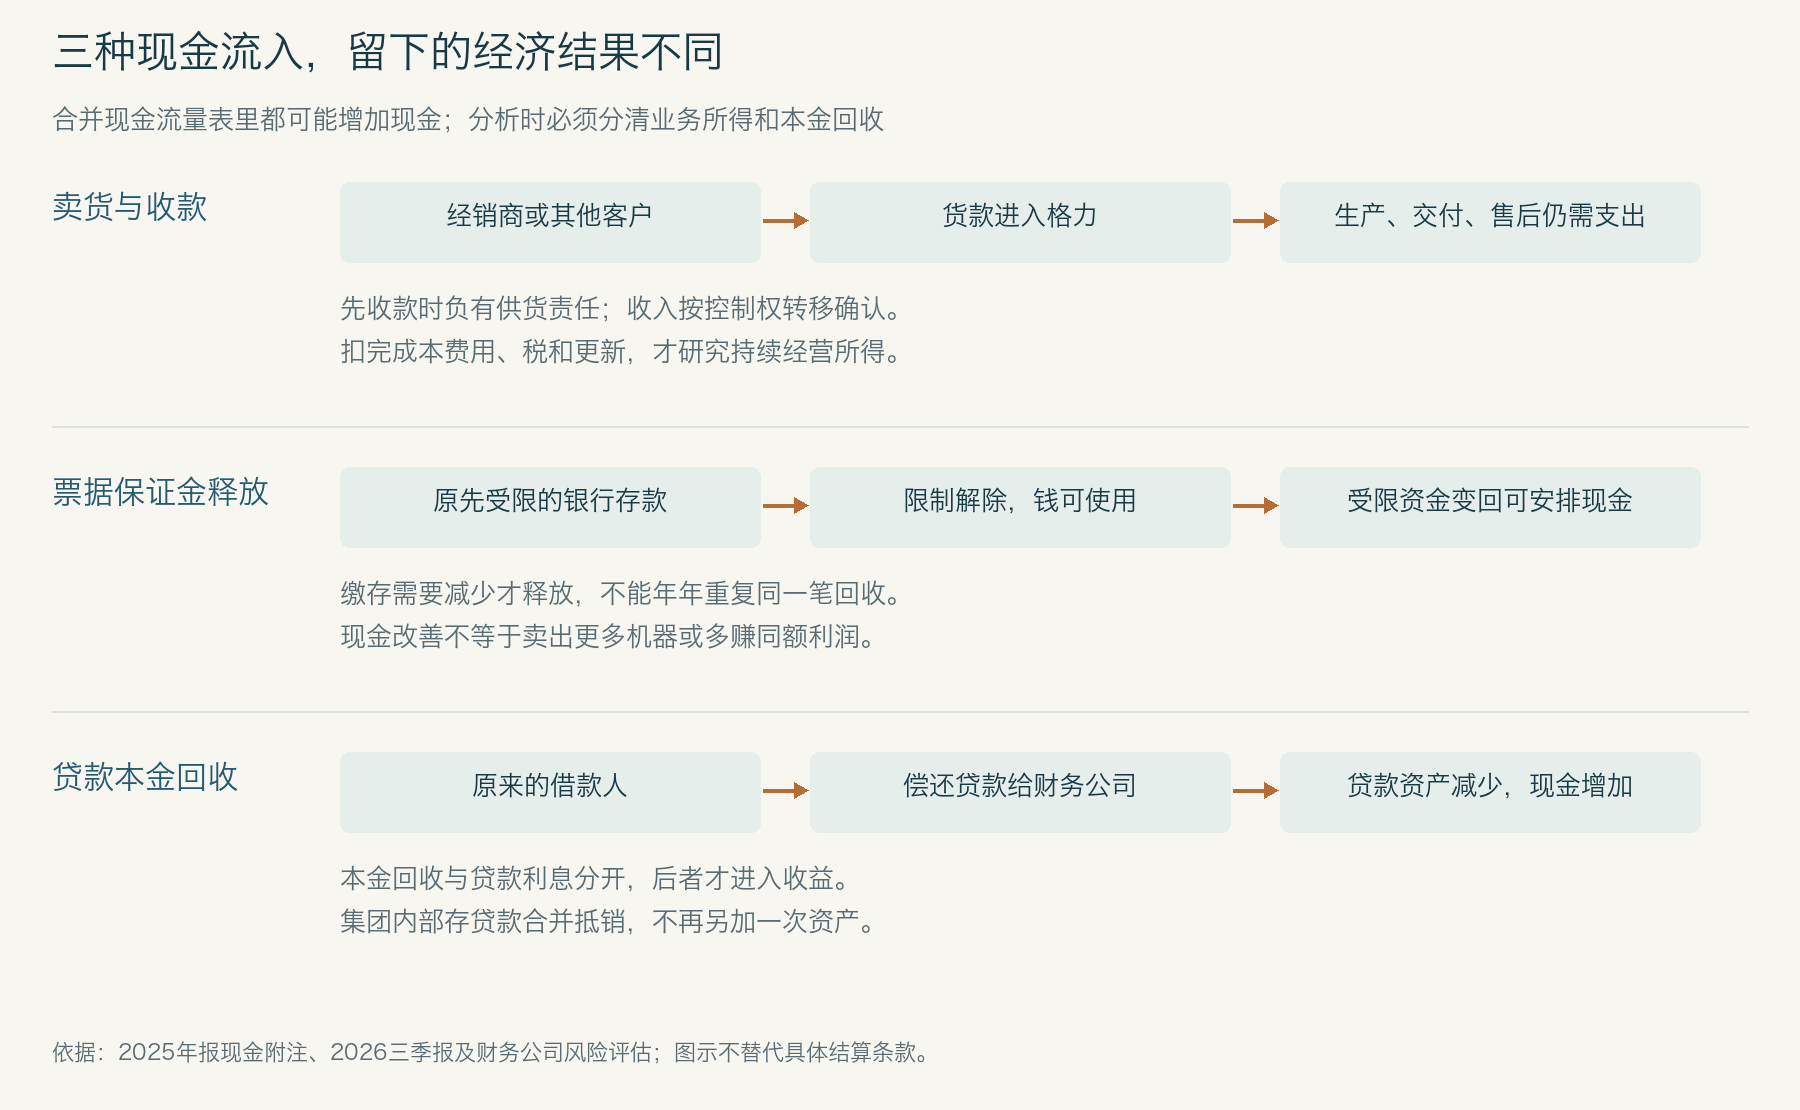 三种现金流入，留下的经济结果不同
合并现金流量表里都可能增加现金；分析时必须分清业务所得和本金回收
卖货与收款
经销商或其他客户
货款进入格力
生产、交付、售后仍需支出
先收款时负有供货责任；收入按控制权转移确认。
扣完成本费用、税和更新，才研究持续经营所得。
票据保证金释放
原先受限的银行存款
限制解除，钱可使用
受限资金变回可安排现金
缴存需要减少才释放，不能年年重复同一笔回收。
现金改善不等于卖出更多机器或多赚同额利润。
贷款本金回收
原来的借款人
偿还贷款给财务公司
贷款资产减少，现金增加
本金回收与贷款利息分开，后者才进入收益。
集团内部存贷款合并抵销，不再另加一次资产。
依据：2025年报现金附注、2026三季报及财务公司风险评估；图示不替代具体结算条款。